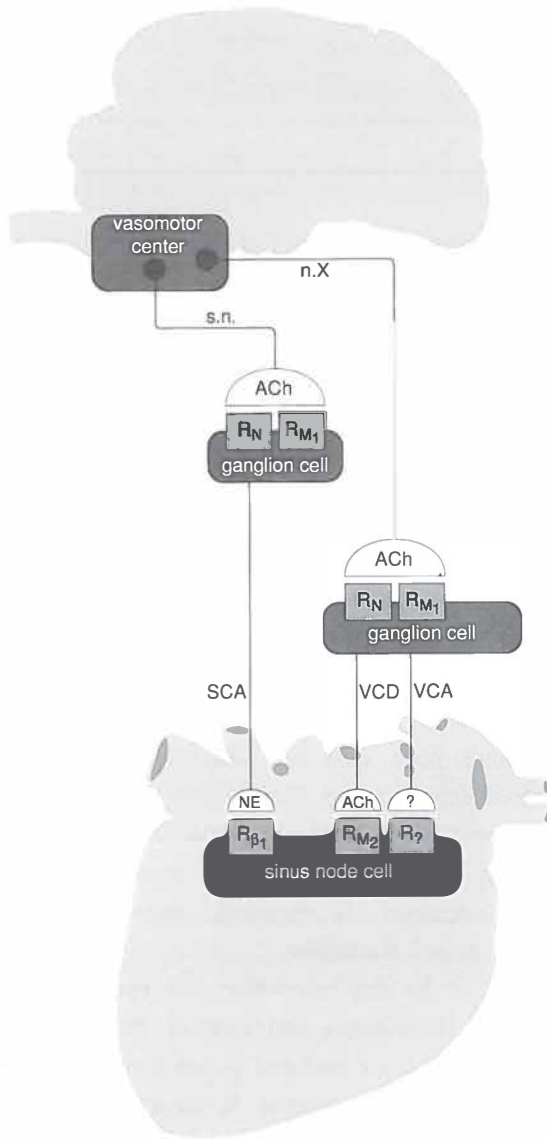 vasomotor
center
n.X
s.n.
ACh
R_N R_M₁
ganglion cell
ACh
R_N R_M₁
ganglion cell
SCA
VCD VCA
NE
ACh
?
R_β₁
R_M₂
R_?
sinus node cell